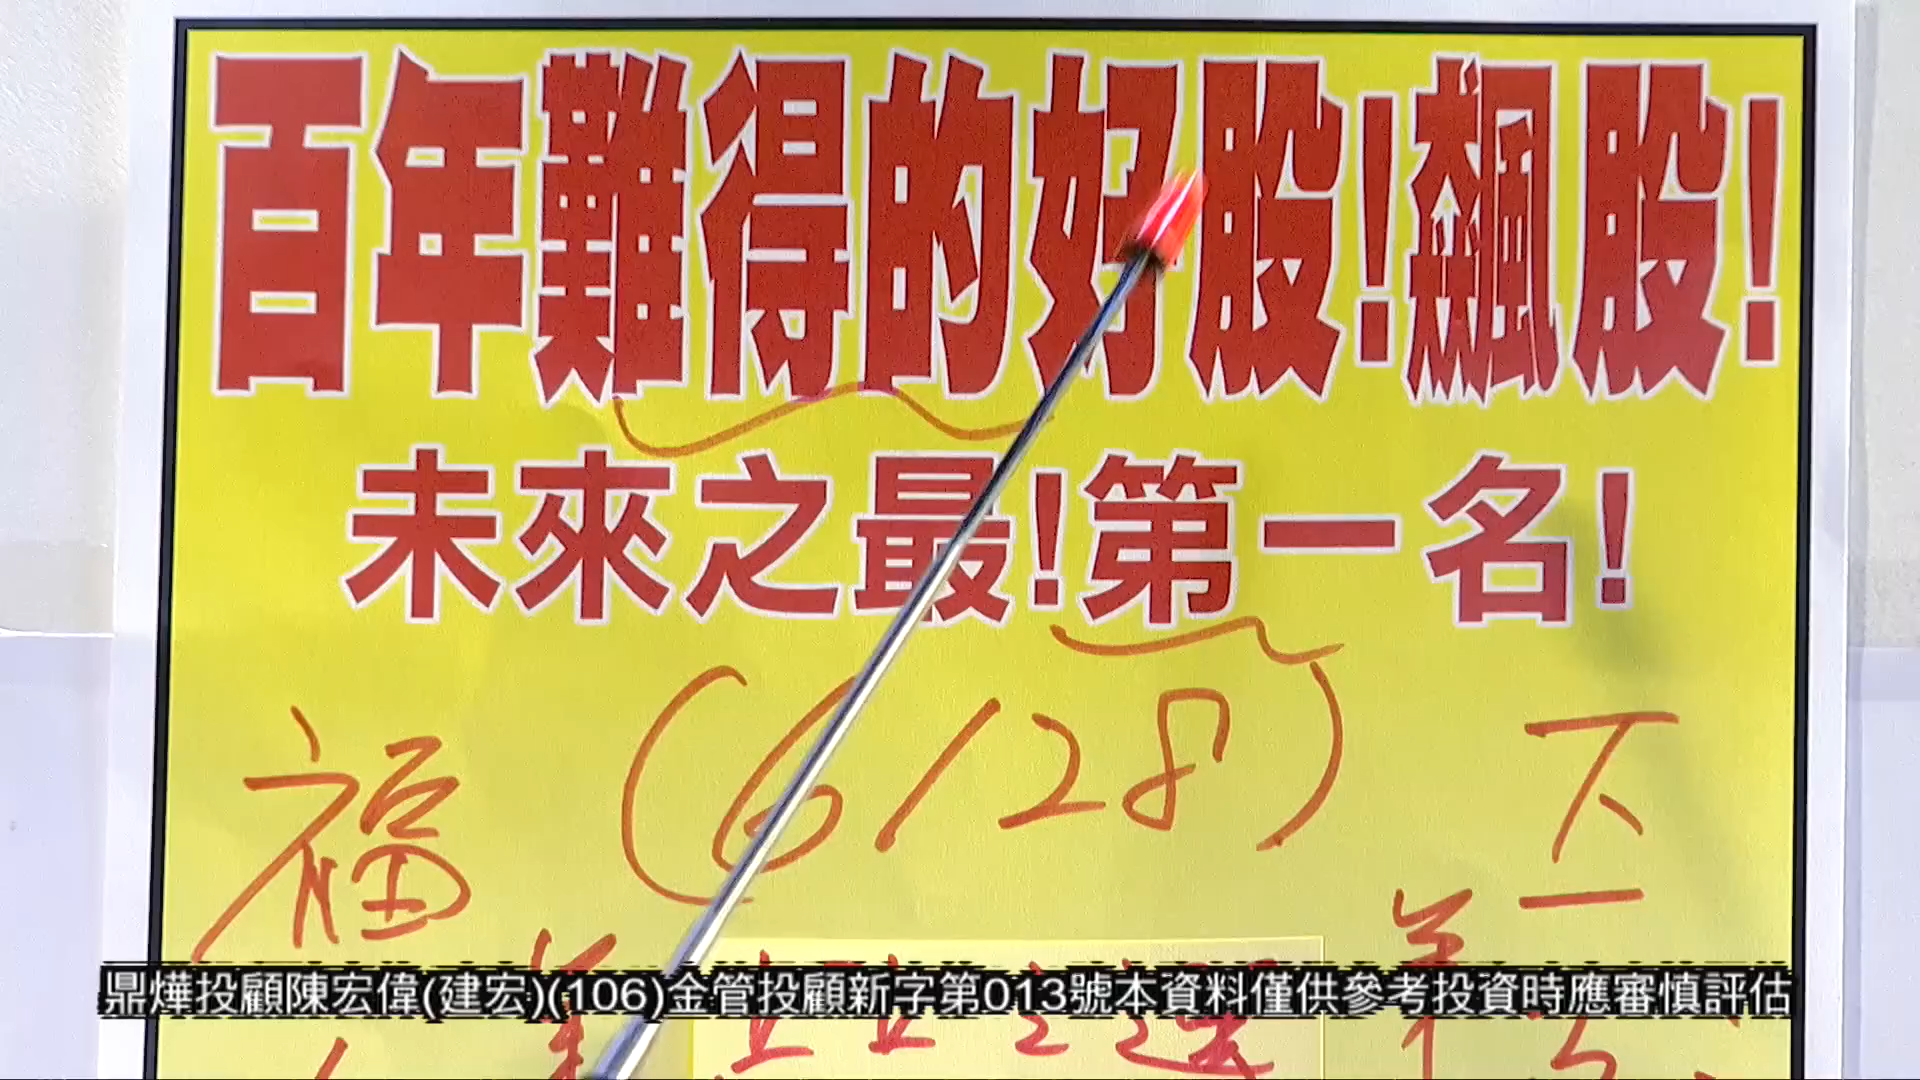 百年難得的好股!飆股!
未來之最!第一名!
(6/28)
福
鼎燁投顧陳宏偉(建宏)(106)金管投顧新字第013號本資料僅供參考投資時應審慎評估